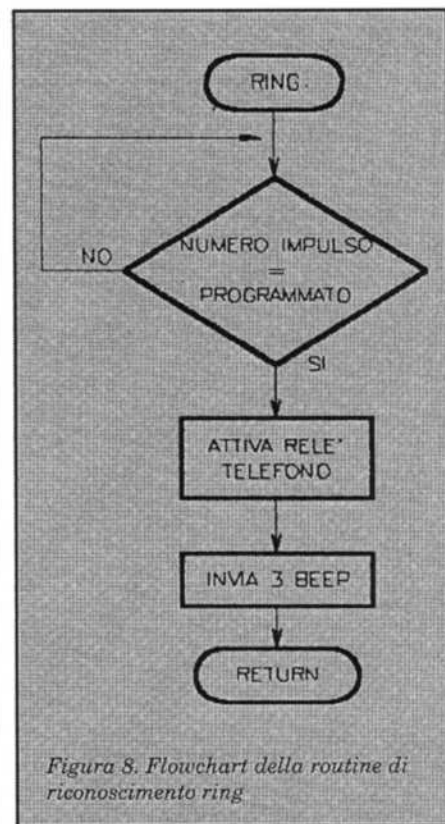 RING.
NUMERO IMPULSO
=
PROGRAMMATO
NO
SI
ATTIVA RELE'
TELEFONO
INVIA 3 BEEP
RETURN
Figura 8. Flowchart della routine di
riconoscimento ring